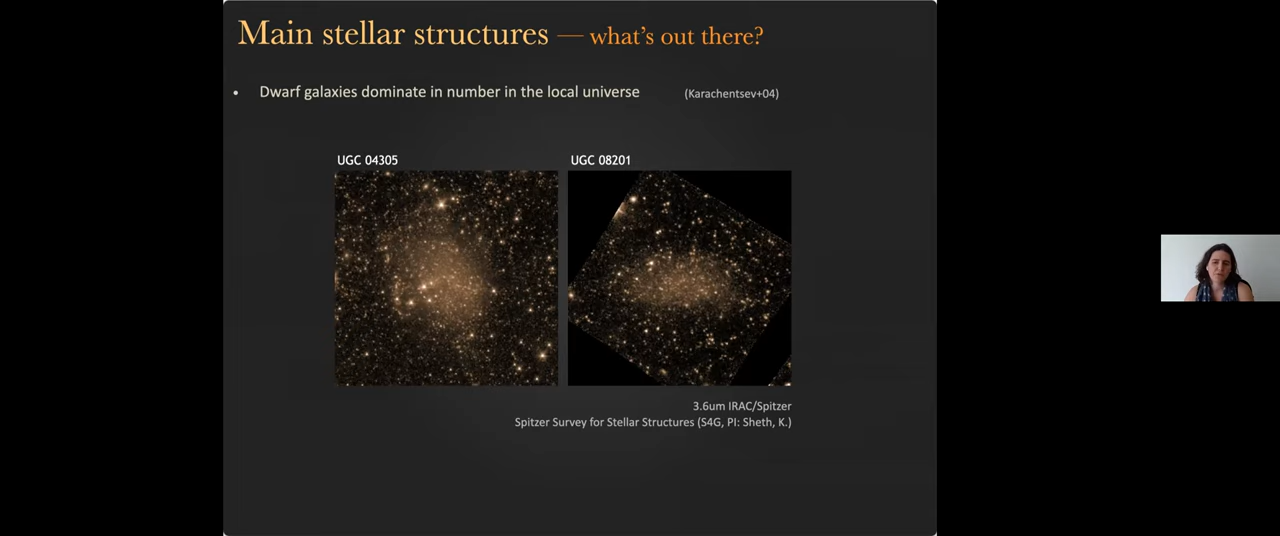 Main stellar structures — what's out there?
• Dwarf galaxies dominate in number in the local universe (Karachentsev+04)
UGC 04305 UGC 08201
3.6um IRAC/Spitzer
Spitzer Survey for Stellar Structures (S4G, PI: Sheth, K.)